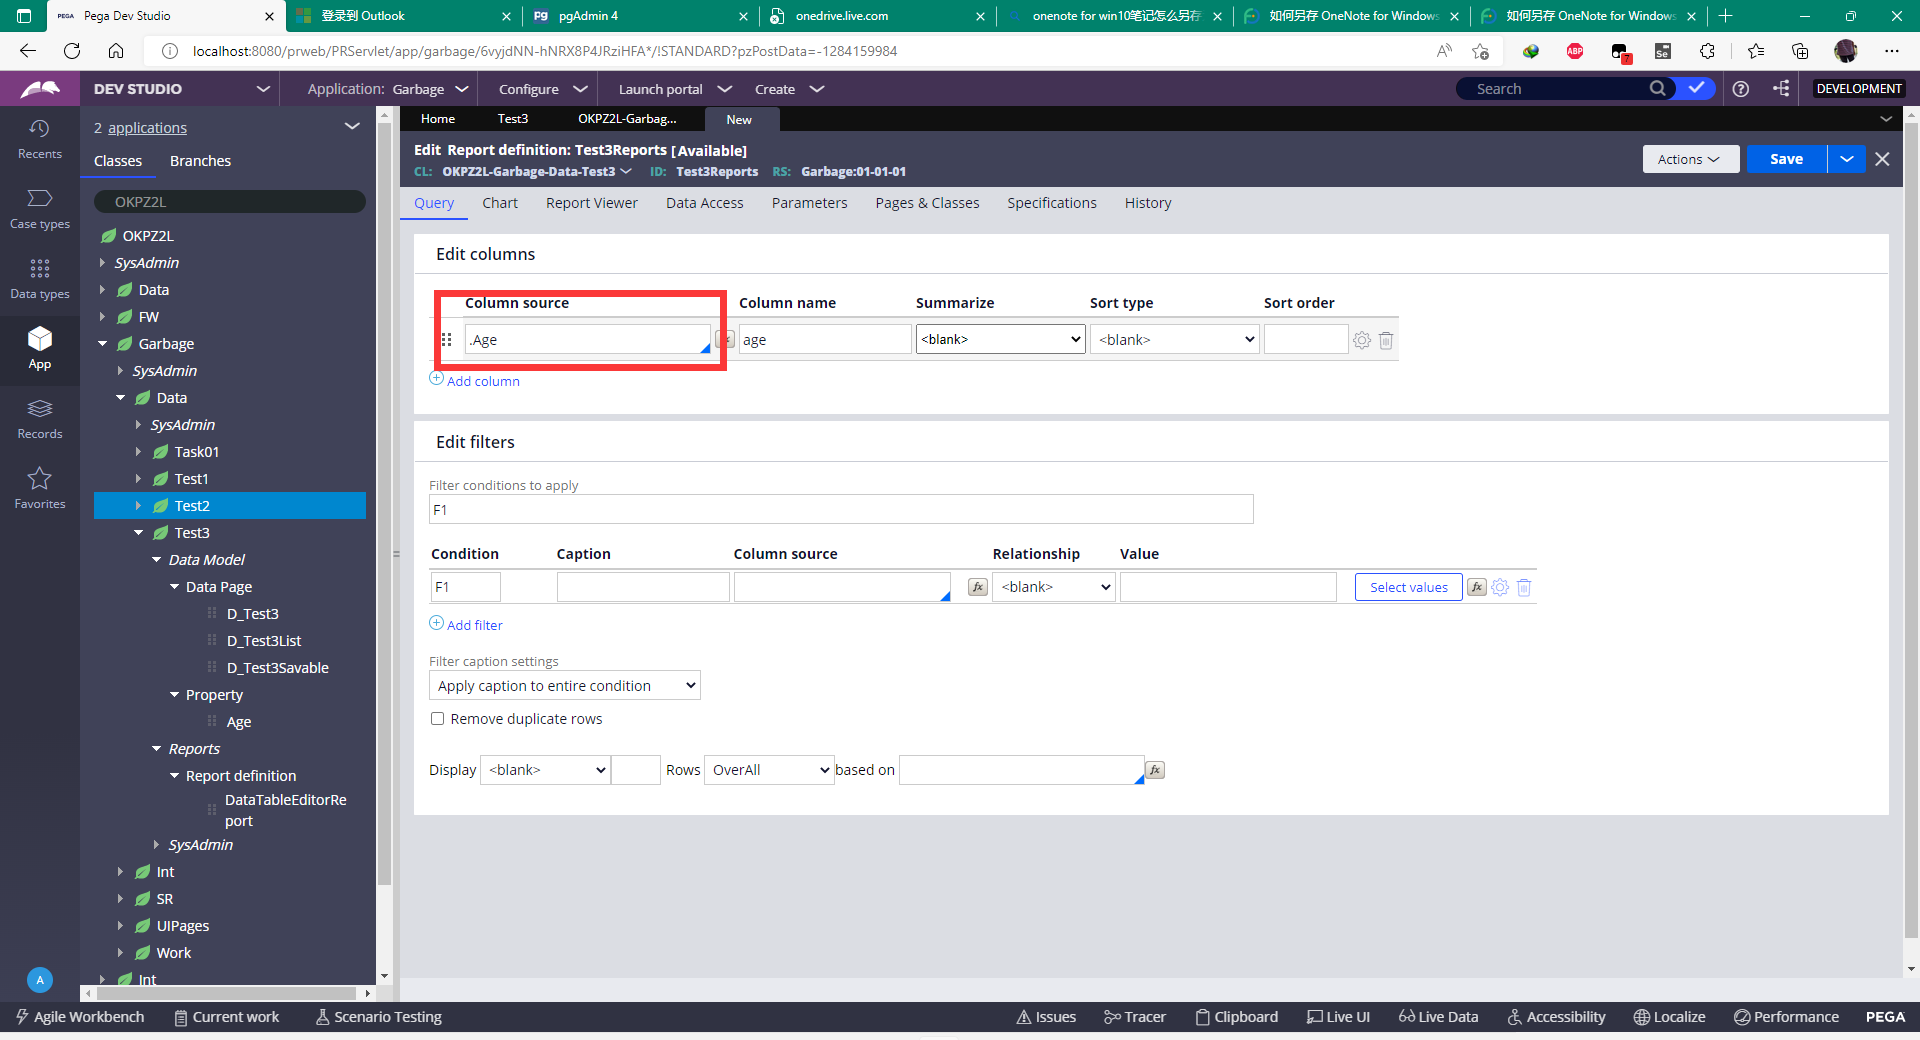 PEGA Pega Dev Studio
登录到 Outlook
Pg pgAdmin 4
onedrive.live.com
onenote for win10笔记怎么另存
如何另存 OneNote for Windows
如何另存 OneNote for Windows
localhost:8080/prweb/PRServlet/app/garbage/6vyjdNN-hNRX8P4JRziHFA*/!STANDARD?pzPostData=-1284159984
ABP
7
Se
DEV STUDIO
Application: Garbage
Configure
Launch portal
Create
Search
DEVELOPMENT
Recents
Case types
Data types
App
Records
Favorites
A
2 applications
Classes
Branches
OKPZ2L
OKPZ2L
SysAdmin
Data
FW
Garbage
SysAdmin
Data
SysAdmin
Task01
Test1
Test2
Test3
Data Model
Data Page
D_Test3
D_Test3List
D_Test3Savable
Property
Age
Reports
Report definition
DataTableEditorRe
port
SysAdmin
Int
SR
UIPages
Work
Int
Home
Test3
OKPZ2L-Garbag...
New
Edit Report definition: Test3Reports [Available]
CL: OKPZ2L-Garbage-Data-Test3 ID: Test3Reports RS: Garbage:01-01-01
Actions
Save
Query
Chart
Report Viewer
Data Access
Parameters
Pages & Classes
Specifications
History
Edit columns
Column source
Column name
Summarize
Sort type
Sort order
.Age
age
<blank>
<blank>
Add column
Edit filters
Filter conditions to apply
F1
Condition
Caption
Column source
Relationship
Value
F1
fx
<blank>
Select values
fx
Add filter
Filter caption settings
Apply caption to entire condition
Remove duplicate rows
Display <blank> Rows OverAll based on fx
Agile Workbench
Current work
Scenario Testing
Issues
Tracer
Clipboard
Live UI
Live Data
Accessibility
Localize
Performance
PEGA